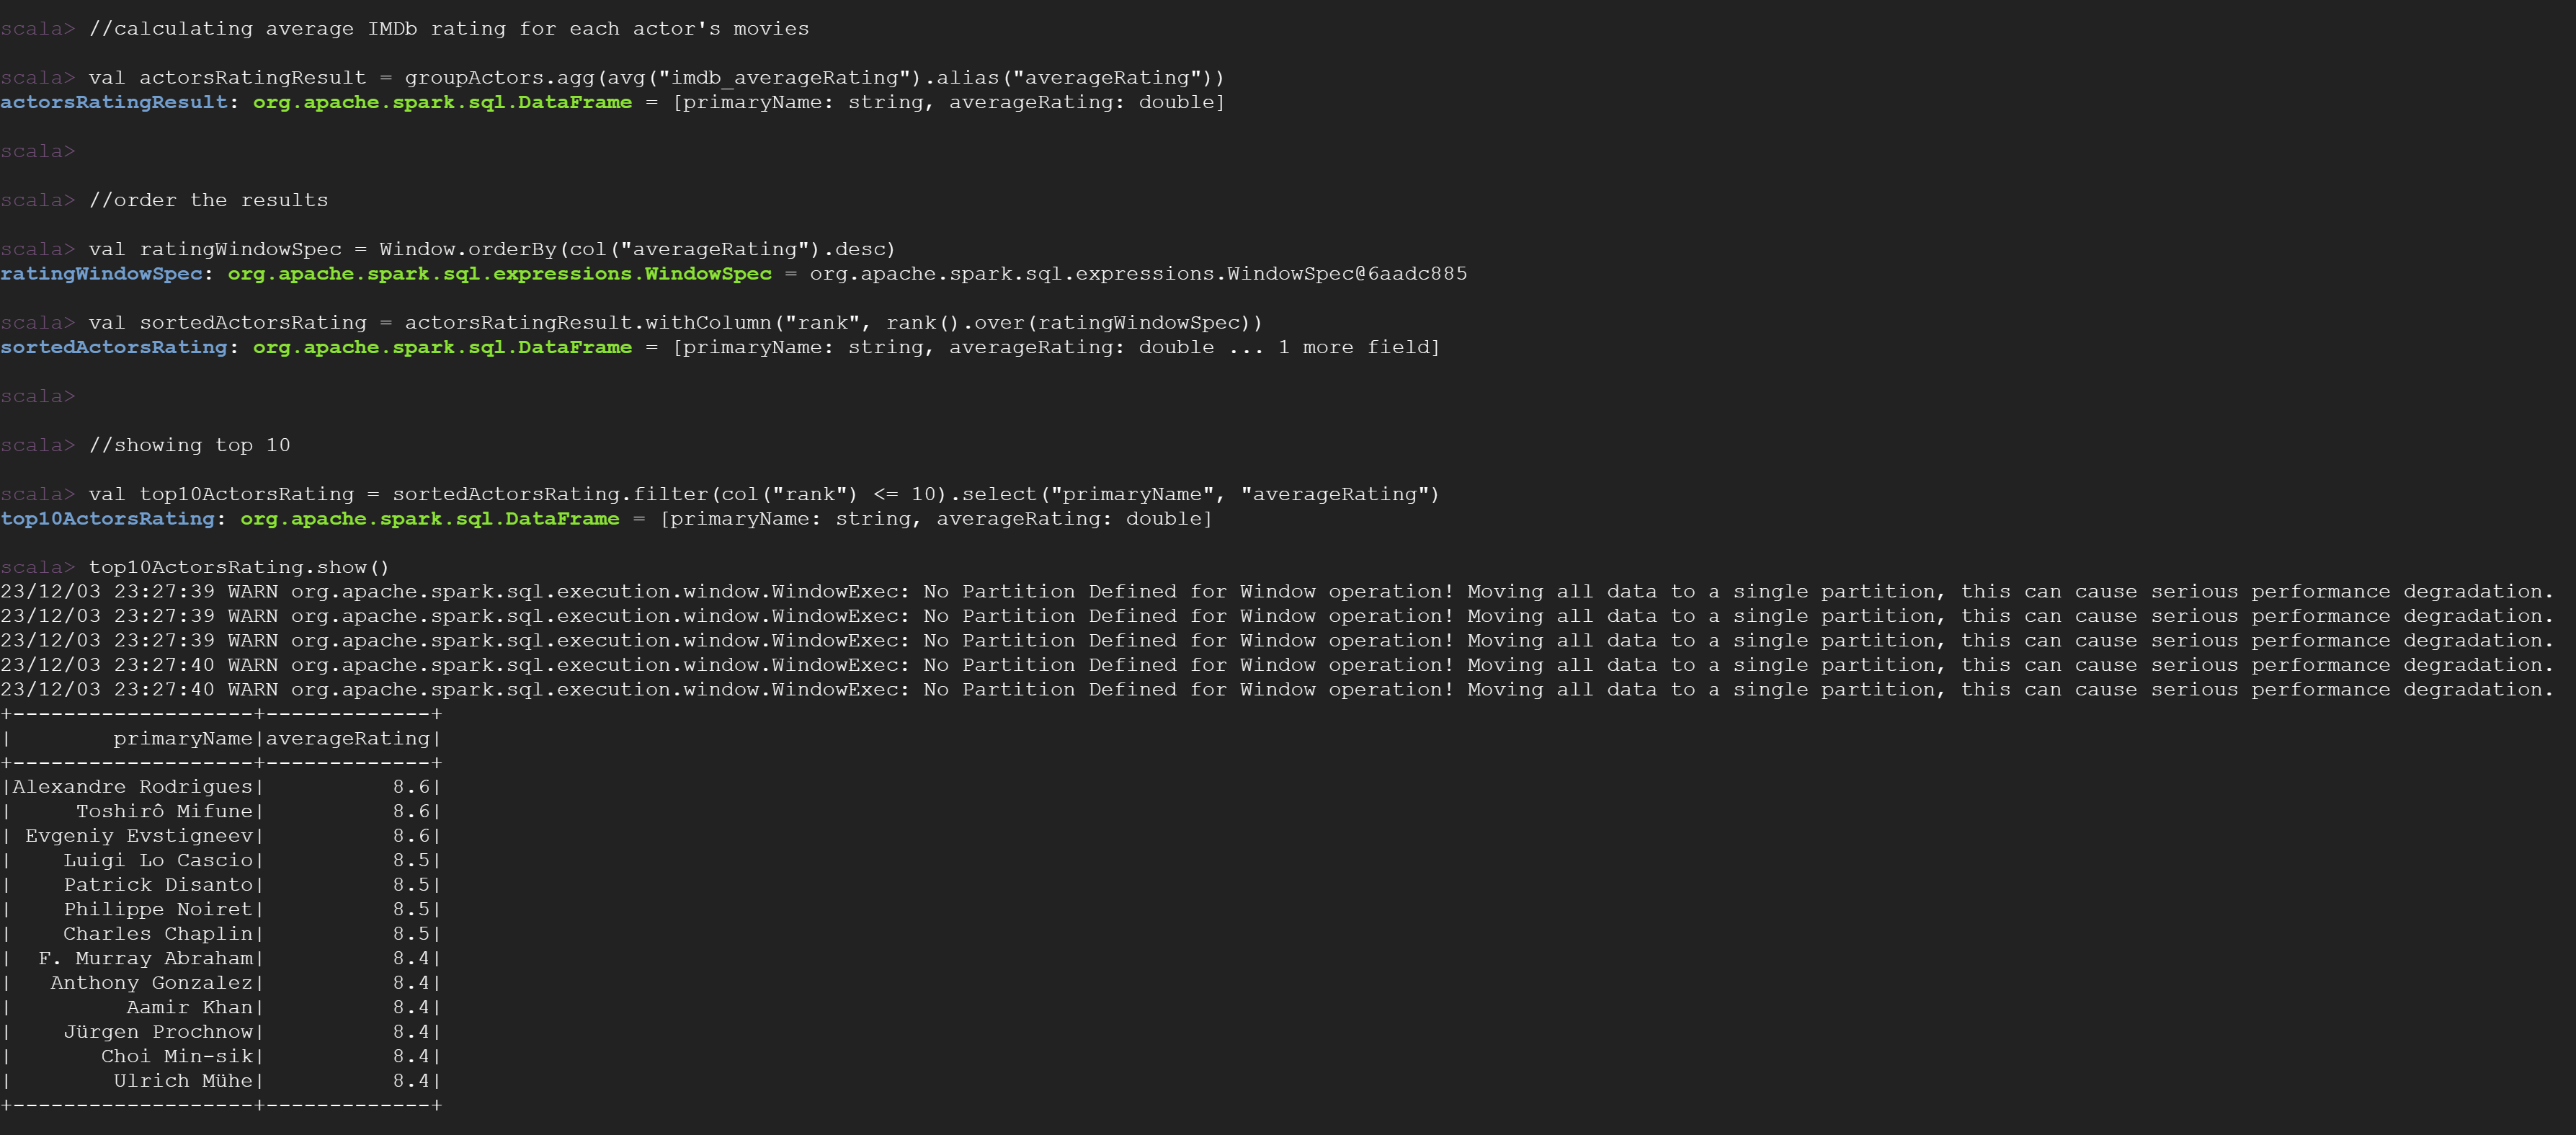 scala> //calculating average IMDb rating for each actor's movies
scala> val actorsRatingResult = groupActors.agg(avg("imdb_averageRating").alias("averageRating"))
actorsRatingResult: org.apache.spark.sql.DataFrame = [primaryName: string, averageRating: double]
scala>
scala> //order the results
scala> val ratingWindowSpec = Window.orderBy(col("averageRating").desc)
ratingWindowSpec: org.apache.spark.sql.expressions.WindowSpec = org.apache.spark.sql.expressions.WindowSpec@6aadc885
scala> val sortedActorsRating = actorsRatingResult.withColumn("rank", rank().over(ratingWindowSpec))
sortedActorsRating: org.apache.spark.sql.DataFrame = [primaryName: string, averageRating: double ... 1 more field]
scala>
scala> //showing top 10
scala> val top10ActorsRating = sortedActorsRating.filter(col("rank") <= 10).select("primaryName", "averageRating")
top10ActorsRating: org.apache.spark.sql.DataFrame = [primaryName: string, averageRating: double]
scala> top10ActorsRating.show()
23/12/03 23:27:39 WARN org.apache.spark.sql.execution.window.WindowExec: No Partition Defined for Window operation! Moving all data to a single partition, this can cause serious performance degradation.
23/12/03 23:27:39 WARN org.apache.spark.sql.execution.window.WindowExec: No Partition Defined for Window operation! Moving all data to a single partition, this can cause serious performance degradation.
23/12/03 23:27:39 WARN org.apache.spark.sql.execution.window.WindowExec: No Partition Defined for Window operation! Moving all data to a single partition, this can cause serious performance degradation.
23/12/03 23:27:40 WARN org.apache.spark.sql.execution.window.WindowExec: No Partition Defined for Window operation! Moving all data to a single partition, this can cause serious performance degradation.
23/12/03 23:27:40 WARN org.apache.spark.sql.execution.window.WindowExec: No Partition Defined for Window operation! Moving all data to a single partition, this can cause serious performance degradation.
+-------------------+-------------+
|        primaryName|averageRating|
+-------------------+-------------+
|Alexandre Rodrigues|          8.6|
|     Toshirô Mifune|          8.6|
| Evgeniy Evstigneev|          8.6|
|    Luigi Lo Cascio|          8.5|
|    Patrick Disanto|          8.5|
|    Philippe Noiret|          8.5|
|    Charles Chaplin|          8.5|
|  F. Murray Abraham|          8.4|
|   Anthony Gonzalez|          8.4|
|         Aamir Khan|          8.4|
|    Jürgen Prochnow|          8.4|
|       Choi Min-sik|          8.4|
|        Ulrich Mühe|          8.4|
+-------------------+-------------+